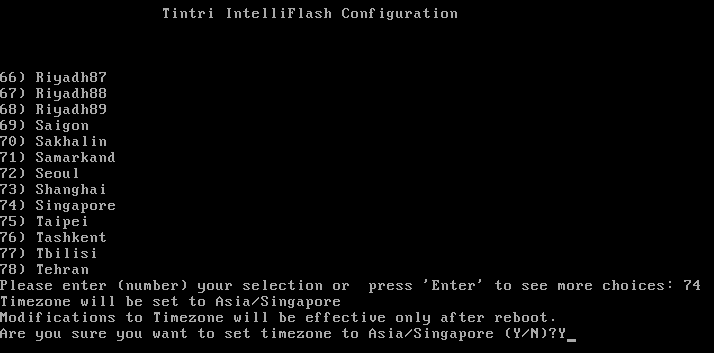 Tintri IntelliFlash Configuration
66) Riyadh87
67) Riyadh88
68) Riyadh89
69) Saigon
70) Sakhalin
71) Samarkand
72) Seoul
73) Shanghai
74) Singapore
75) Taipei
76) Tashkent
77) Tbilisi
78) Tehran
Please enter (number) your selection or  press 'Enter' to see more choices: 74
Timezone will be set to Asia/Singapore
Modifications to Timezone will be effective only after reboot.
Are you sure you want to set timezone to Asia/Singapore (Y/N)?Y_